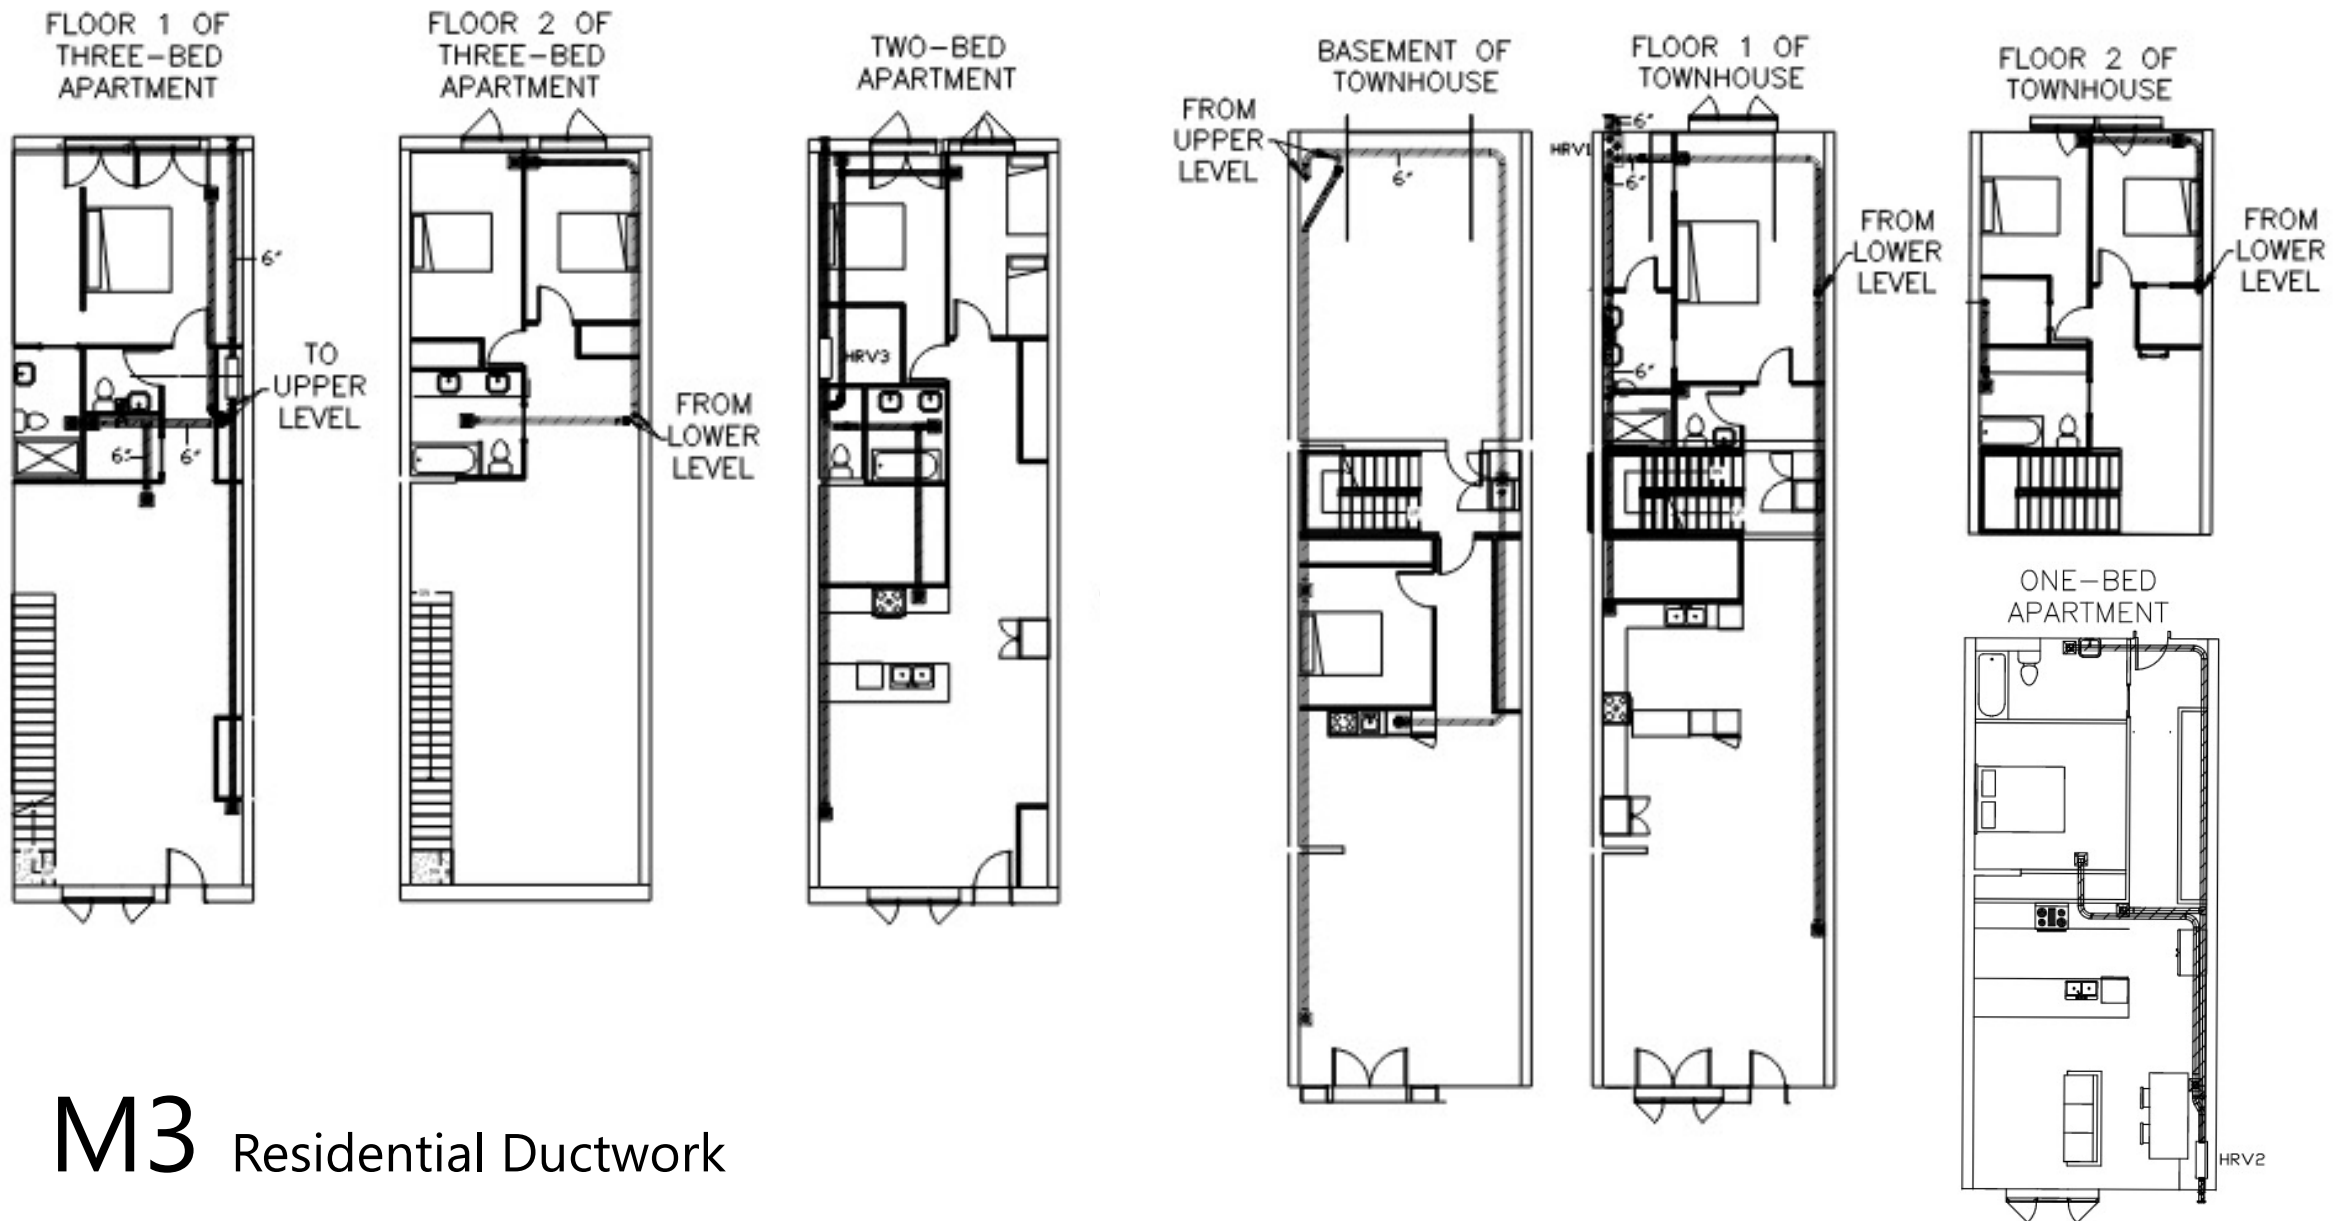 FLOOR 1 OF
THREE-BED
APARTMENT
FLOOR 2 OF
THREE-BED
APARTMENT
TWO-BED
APARTMENT
BASEMENT OF
TOWNHOUSE
FLOOR 1 OF
TOWNHOUSE
FLOOR 2 OF
TOWNHOUSE
FROM
UPPER
LEVEL
6"
HRV1
6"
6"
6"
FROM
LOWER
LEVEL
FROM
LOWER
LEVEL
6"
TO
UPPER
LEVEL
HRV3
6"
FROM
LOWER
LEVEL
6"
6"
ONE-BED
APARTMENT
HRV2
M3 Residential Ductwork